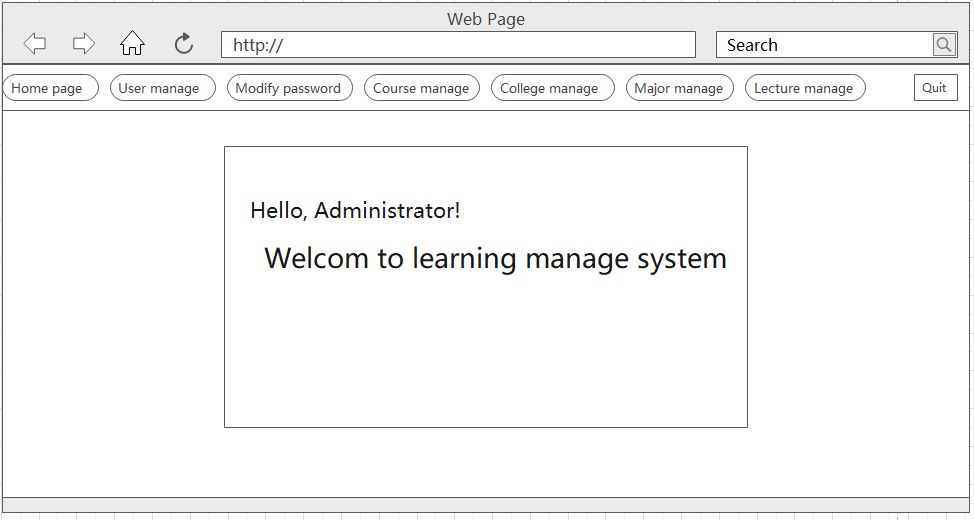 Web Page
http://
Search
Home page
User manage
Modify password
Course manage
College manage
Major manage
Lecture manage
Quit
Hello, Administrator!
Welcom to learning manage system